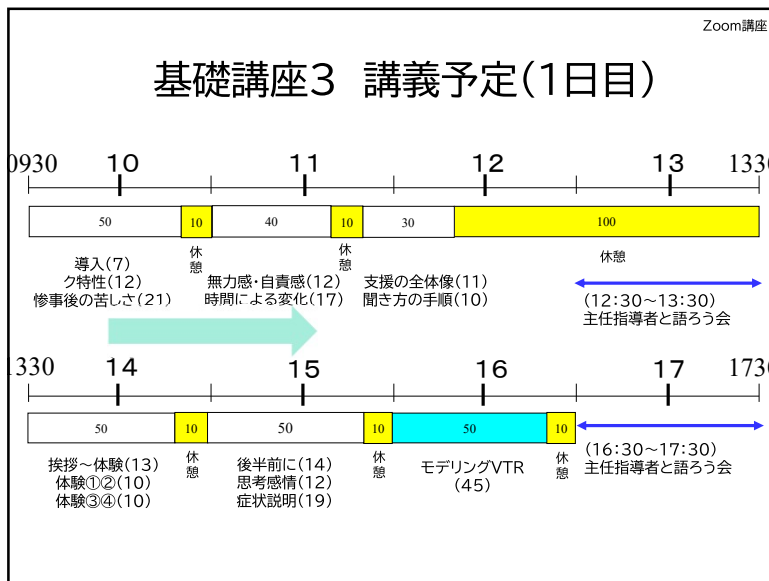 Zoom講座
基礎講座3 講義予定(1日目)
0930 10 11 12 13 1330
50 10 40 10 30 100
休憩 休憩 休憩
導入(7)
ク特性(12)
惨事後の苦しさ(21)
無力感・自責感(12)
時間による変化(17)
支援の全体像(11)
聞き方の手順(10)
(12:30~13:30)
主任指導者と語ろう会
1330 14 15 16 17 1730
50 10 50 10 50 10
休憩 休憩 休憩
挨拶~体験(13)
体験①②(10)
体験③④(10)
後半前に(14)
思考感情(12)
症状説明(19)
モデリングVTR
(45)
(16:30~17:30)
主任指導者と語ろう会